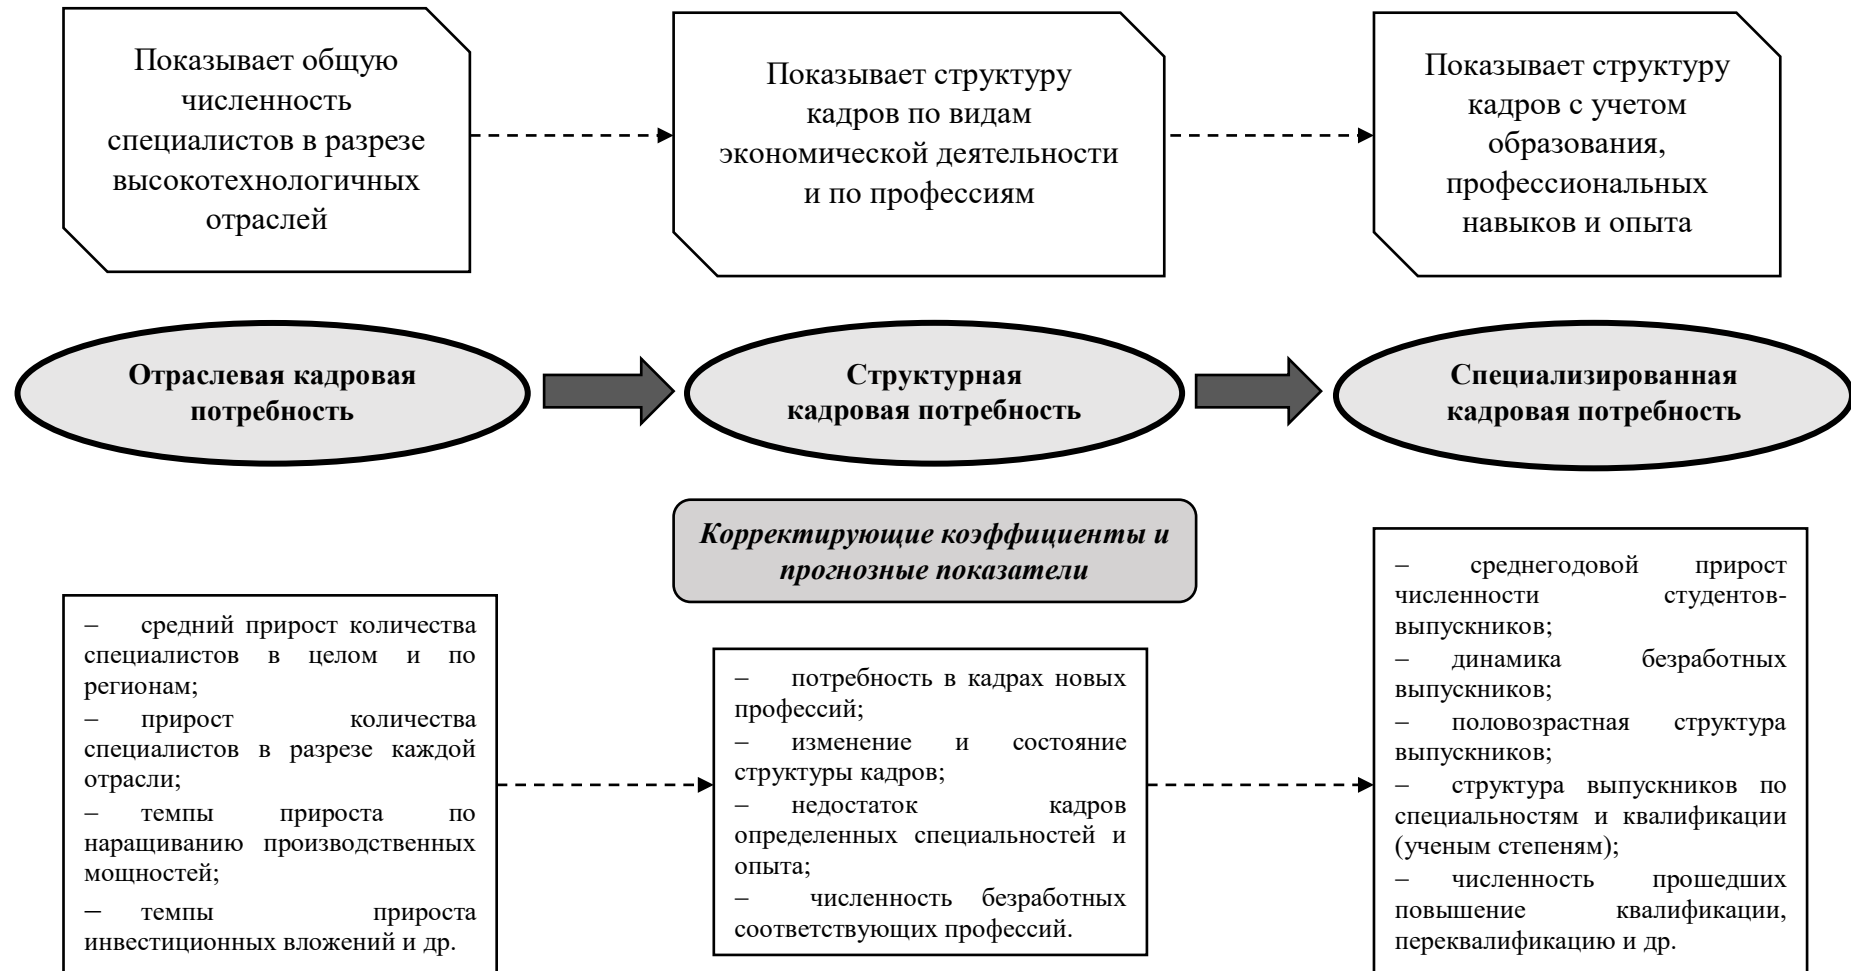 Показывает общую
численность
специалистов в разрезе
высокотехнологичных
отраслей
Показывает структуру
кадров по видам
экономической деятельности
и по профессиям
Показывает структуру
кадров с учетом
образования,
профессиональных
навыков и опыта
Отраслевая кадровая
потребность
Структурная
кадровая потребность
Специализированная
кадровая потребность
Корректирующие коэффициенты и
прогнозные показатели
– средний прирост количества
специалистов в целом и по
регионам;
– прирост количества
специалистов в разрезе каждой
отрасли;
– темпы прироста по
наращиванию производственных
мощностей;
– темпы прироста
инвестиционных вложений и др.
– потребность в кадрах новых
профессий;
– изменение и состояние
структуры кадров;
– недостаток кадров
определенных специальностей и
опыта;
– численность безработных
соответствующих профессий.
– среднегодовой прирост
численности студентов-
выпускников;
– динамика безработных
выпускников;
– половозрастная структура
выпускников;
– структура выпускников по
специальностям и квалификации
(ученым степеням);
– численность прошедших
повышение квалификации,
переквалификацию и др.